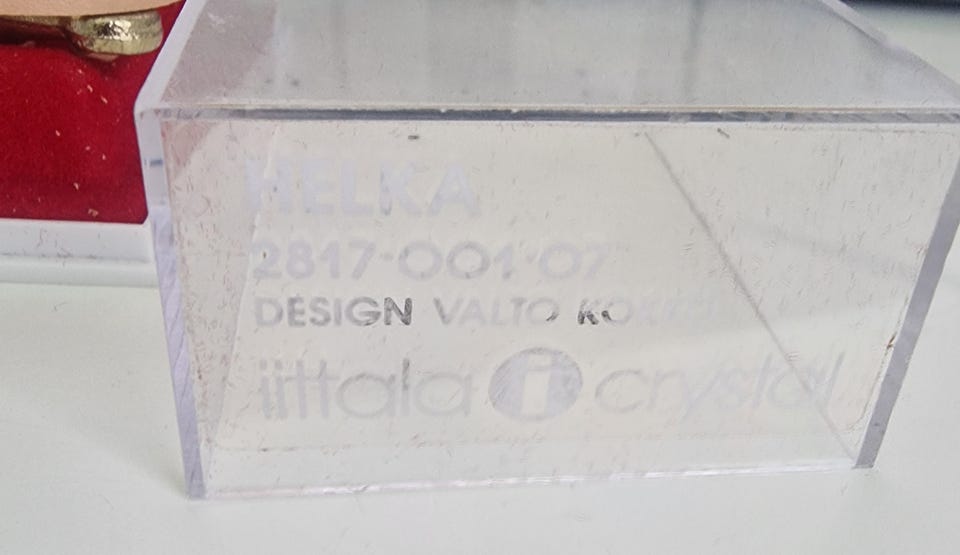 HELKA
2817·001·07
DESIGN VALTO
iittala i crystal